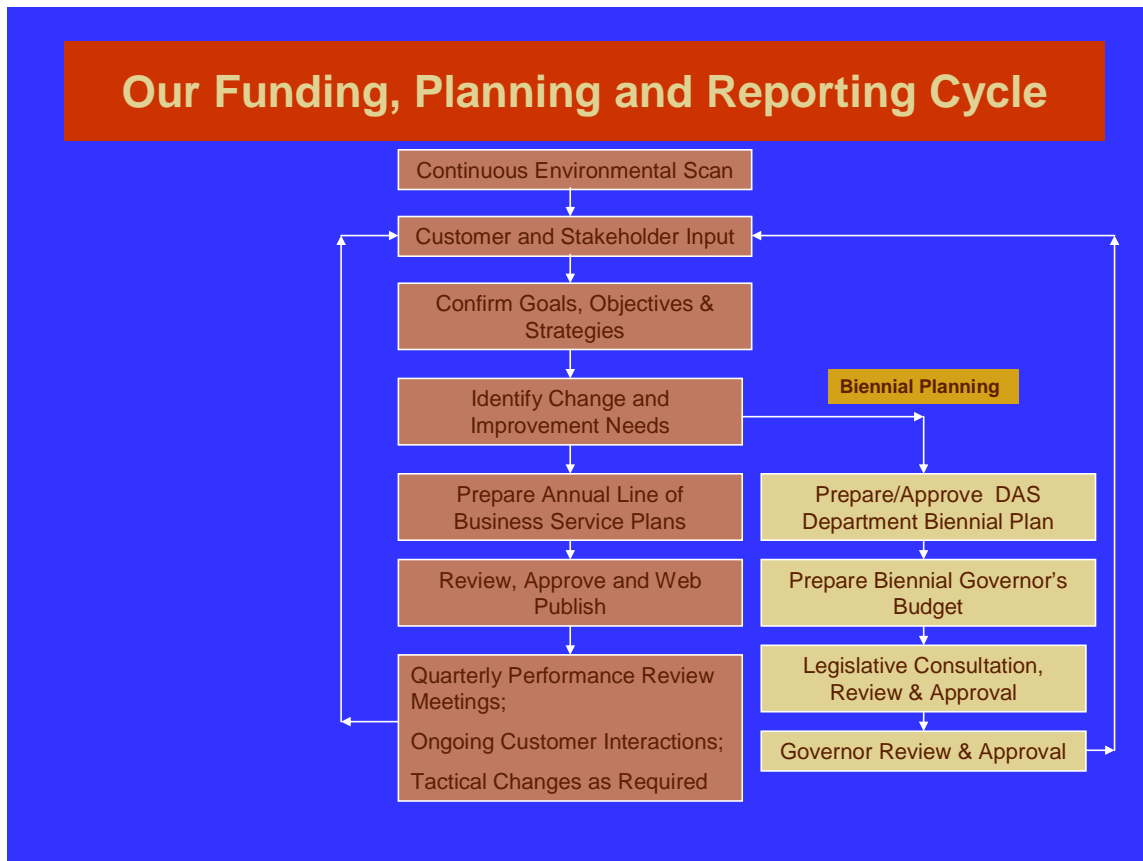 Our Funding, Planning and Reporting Cycle
Continuous Environmental Scan
Customer and Stakeholder Input
Confirm Goals, Objectives &
Strategies
Identify Change and
Improvement Needs
Prepare Annual Line of
Business Service Plans
Review, Approve and Web
Publish
Quarterly Performance Review
Meetings;
Ongoing Customer Interactions;
Tactical Changes as Required
Biennial Planning
Prepare/Approve  DAS
Department Biennial Plan
Prepare Biennial Governor’s
Budget
Legislative Consultation,
Review & Approval
Governor Review & Approval